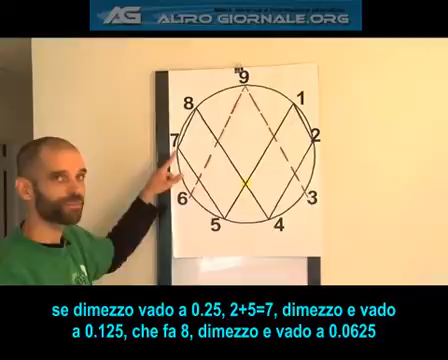 AG ALTRO GIORNALE.ORG
9
8 1
7 2
6 3
5 4
se dimezzo vado a 0.25, 2+5=7, dimezzo e vado
a 0.125, che fa 8, dimezzo e vado a 0.0625